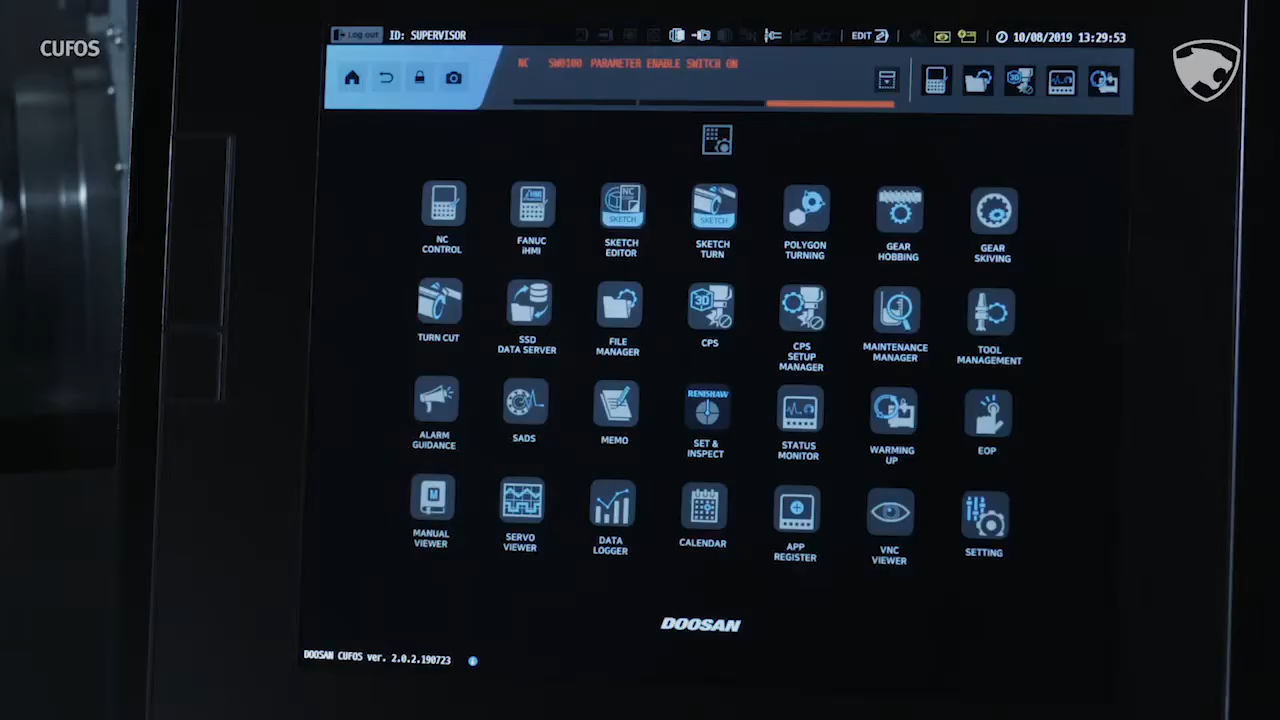 CUFOS
Log out ID: SUPERVISOR EDIT 10/08/2019 13:29:53
NC SW0100 PARAMETER ENABLE SWITCH ON
NC
CONTROL
FANUC
iHMI
NC
SKETCH
SKETCH
EDITOR
SKETCH
SKETCH
TURN
POLYGON
TURNING
GEAR
HOBBING
GEAR
SKIVING
TURN CUT
SSD
DATA SERVER
FILE
MANAGER
3D
CPS
CPS
SETUP
MANAGER
MAINTENANCE
MANAGER
TOOL
MANAGEMENT
ALARM
GUIDANCE
SADS
MEMO
RENISHAW
SET &
INSPECT
STATUS
MONITOR
WARMING
UP
EOP
M
MANUAL
VIEWER
SERVO
VIEWER
DATA
LOGGER
CALENDAR
APP
REGISTER
VNC
VIEWER
SETTING
DOOSAN
DOOSAN CUFOS ver. 2.0.2.190723